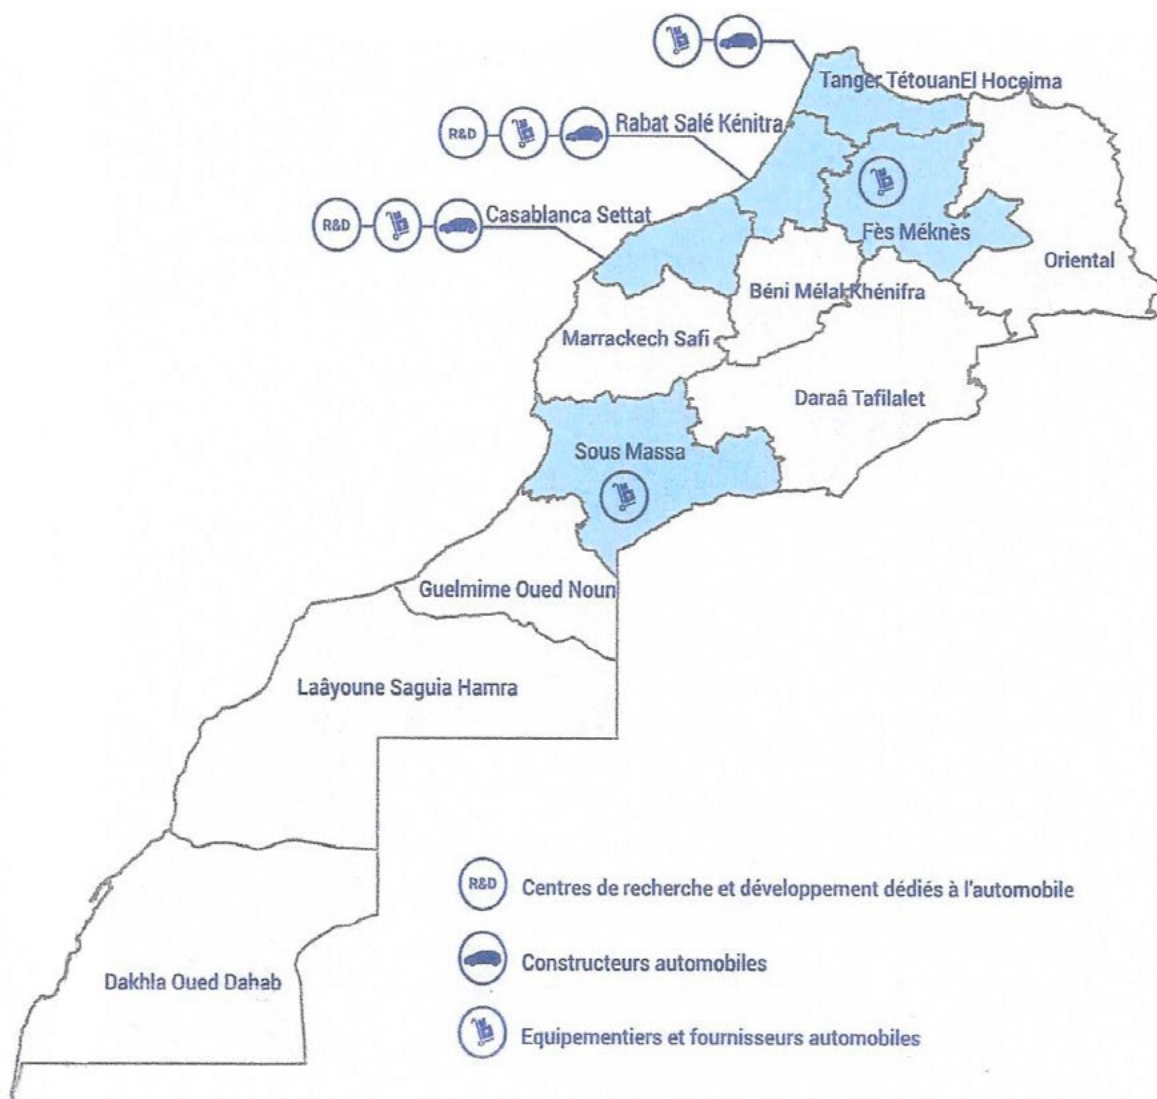 Tanger TétouanEl Hoceima
R&D
Rabat Salé Kénitra
R&D
Casablanca Settat
Fès Méknès
Oriental
Béni Mélal Khénifra
Marrackech Safi
Daraâ Tafilalet
Sous Massa
Guelmime Oued Noun
Laâyoune Saguia Hamra
R&D Centres de recherche et développement dédiés à l'automobile
Constructeurs automobiles
Dakhla Oued Dahab
Equipementiers et fournisseurs automobiles